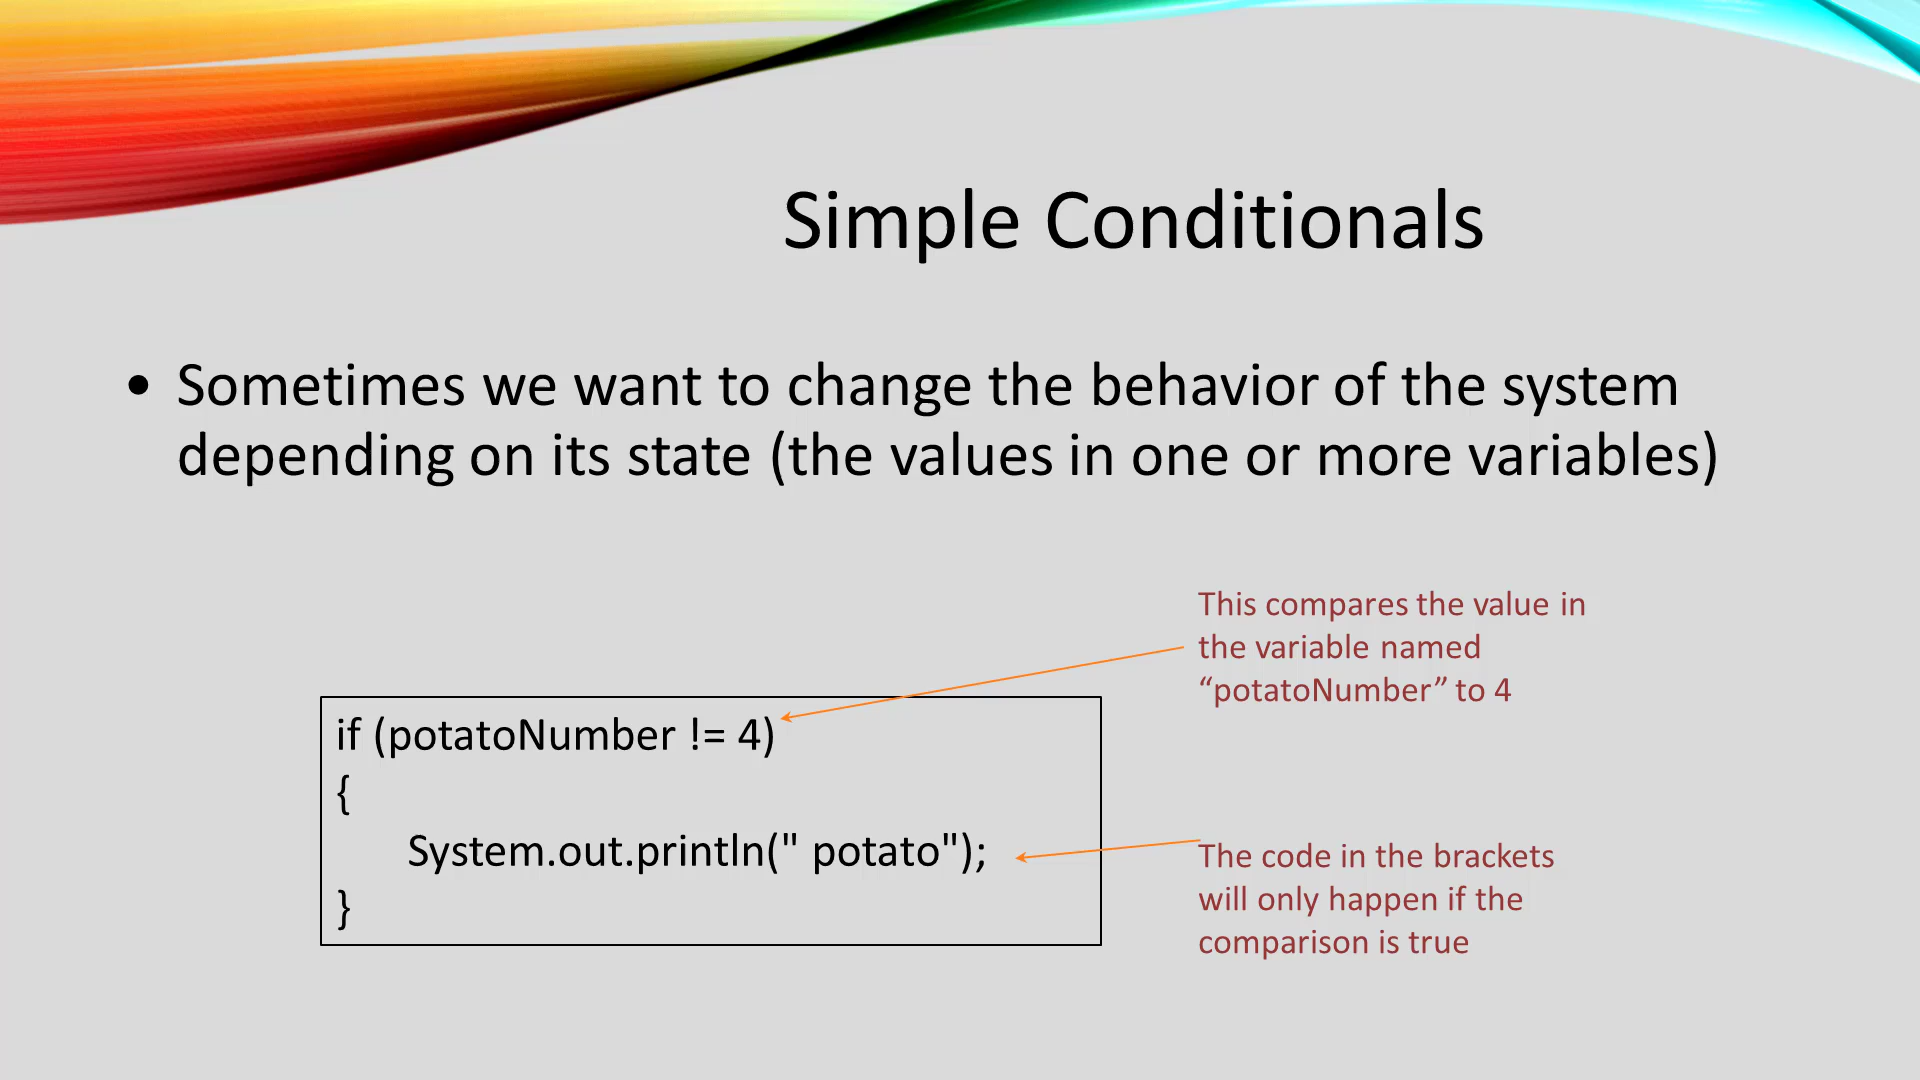 Simple Conditionals
• Sometimes we want to change the behavior of the system
depending on its state (the values in one or more variables)
This compares the value in
the variable named
“potatoNumber” to 4
if (potatoNumber != 4)
{
System.out.println(" potato");
}
The code in the brackets
will only happen if the
comparison is true